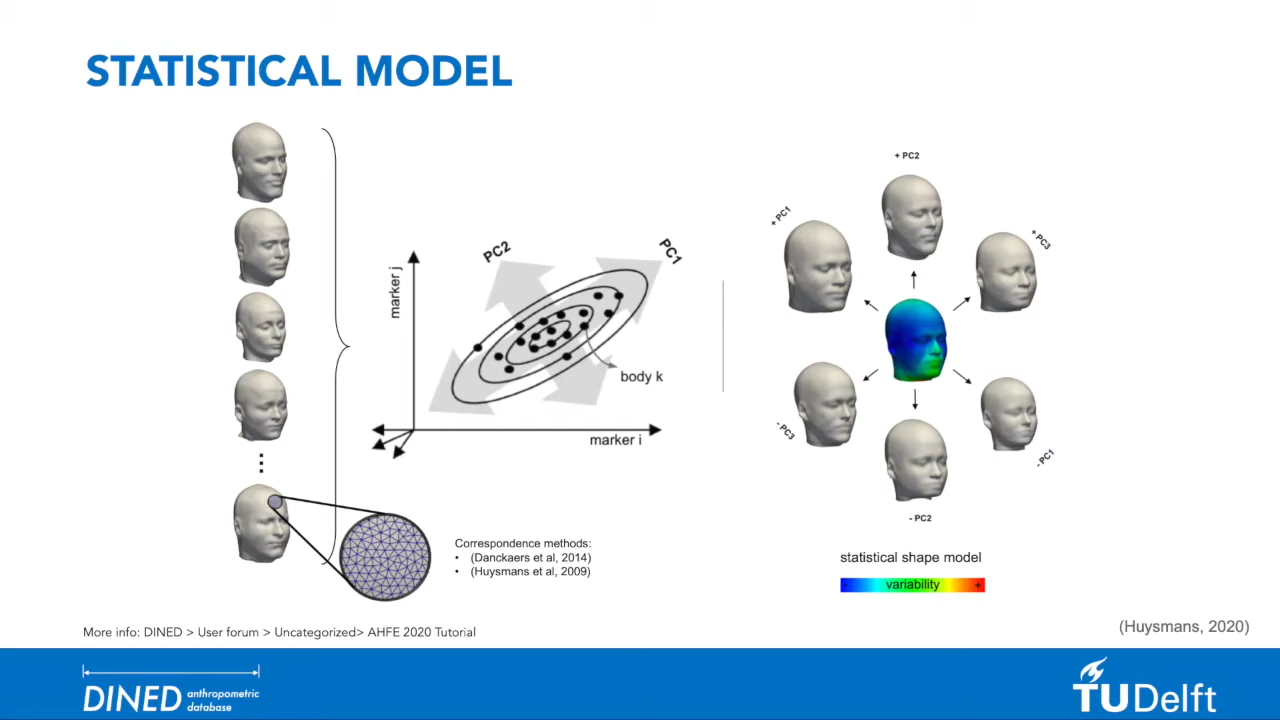 STATISTICAL MODEL
+ PC2
+ PC1
+ PC3
PC2
PC1
marker j
body k
marker i
- PC3
- PC1
- PC2
Correspondence methods:
• (Danckaers et al, 2014)
• (Huysmans et al, 2009)
statistical shape model
variability +
(Huysmans, 2020)
More info: DINED > User forum > Uncategorized> AHFE 2020 Tutorial
DINED anthropometric
database
TUDelft